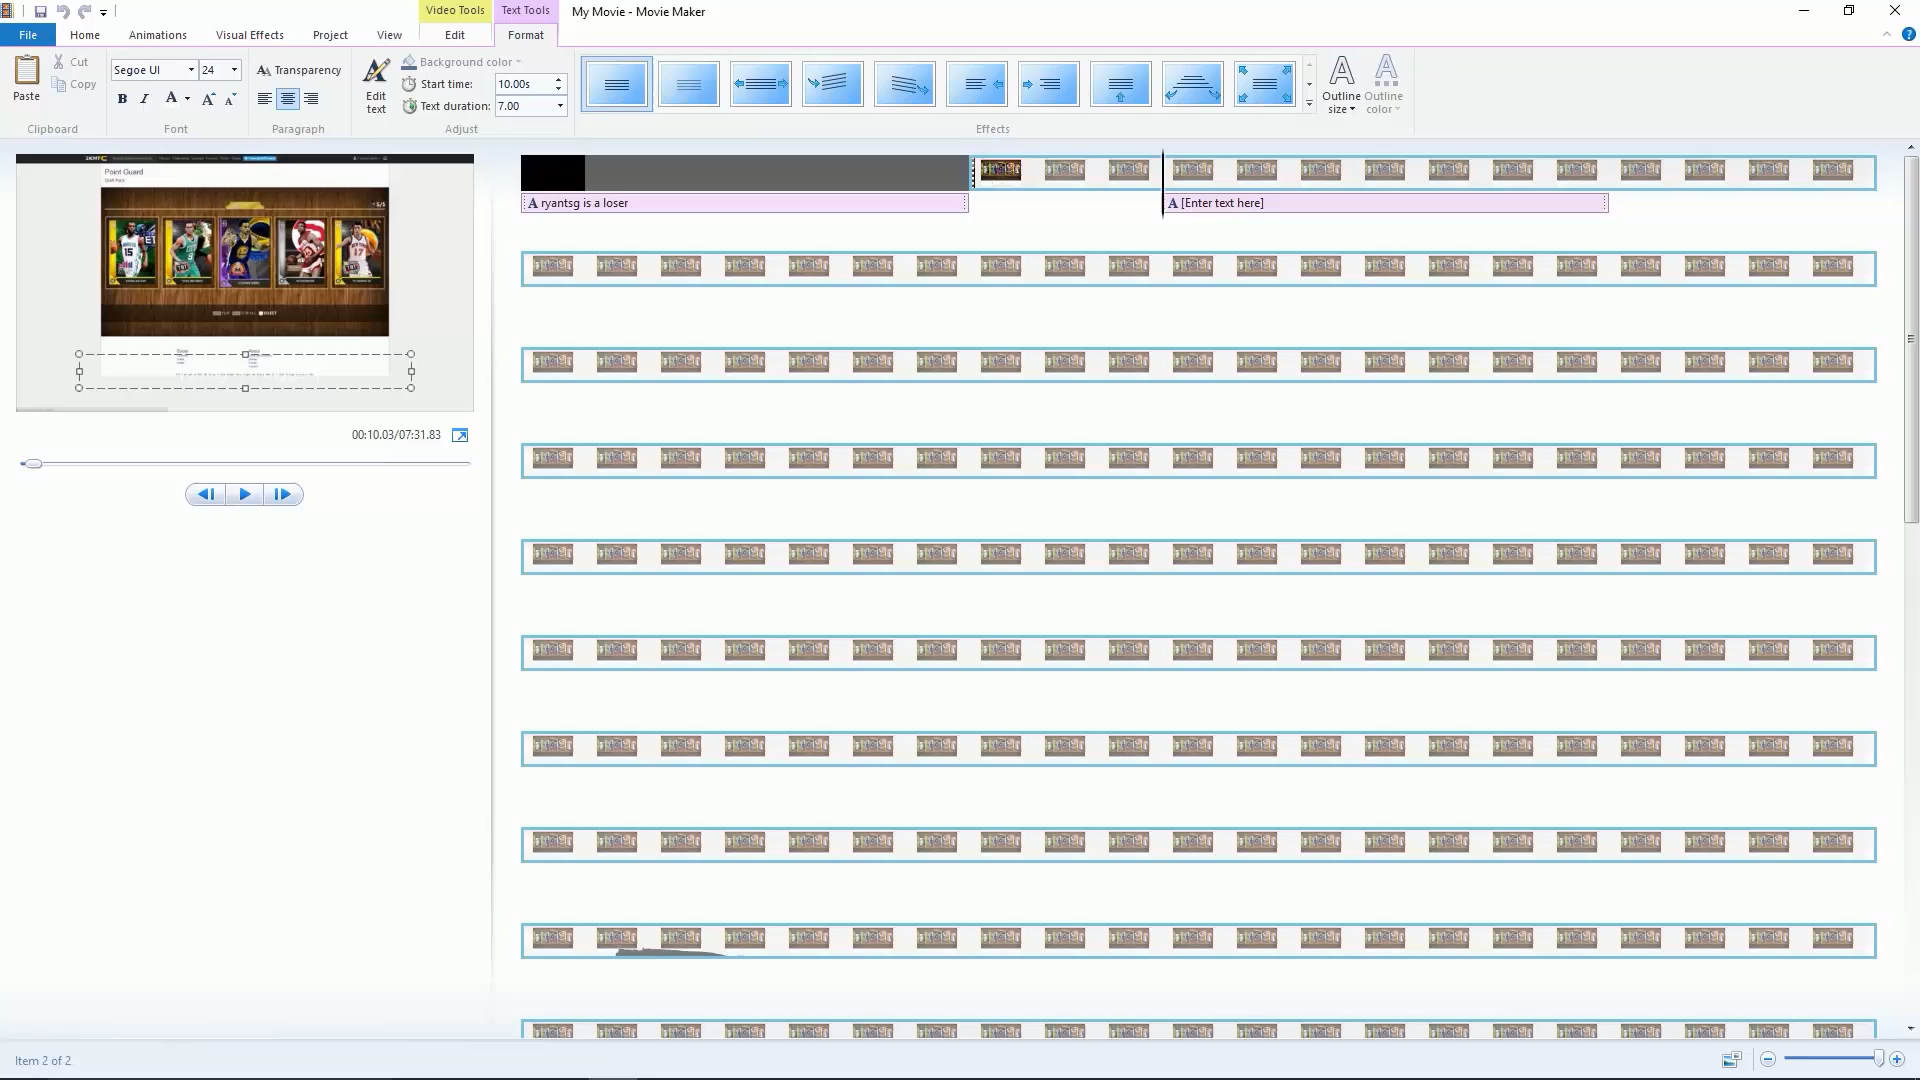 Video Tools
Text Tools
My Movie - Movie Maker
File
Home
Animations
Visual Effects
Project
View
Edit
Format
Paste
Cut
Copy
Clipboard
Segoe UI
24
B I A A A
Font
AA Transparency
Paragraph
Edit text
Background color
Start time: 10.00s
Text duration: 7.00
Adjust
Effects
Outline size
Outline color
Point Guard
Draft Pack
A ryantsg is a loser
A [Enter text here]
00:10.03/07:31.83
Item 2 of 2